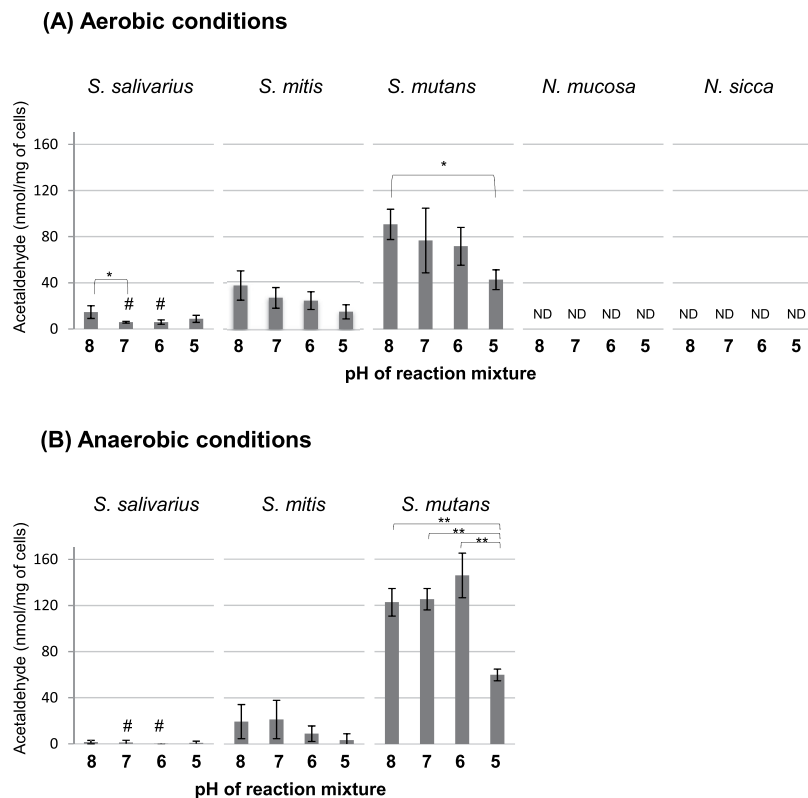 (A) Aerobic conditions
S. salivarius S. mitis S. mutans N. mucosa N. sicca
Acetaldehyde (nmol/mg of cells)
160
*
120
80
40
* # #
ND ND ND ND ND ND ND ND
0
8 7 6 5 8 7 6 5 8 7 6 5 8 7 6 5 8 7 6 5
pH of reaction mixture
(B) Anaerobic conditions
S. salivarius S. mitis S. mutans
**
**
**
Acetaldehyde (nmol/mg of cells)
160
120
80
40
# #
0
8 7 6 5 8 7 6 5 8 7 6 5
pH of reaction mixture